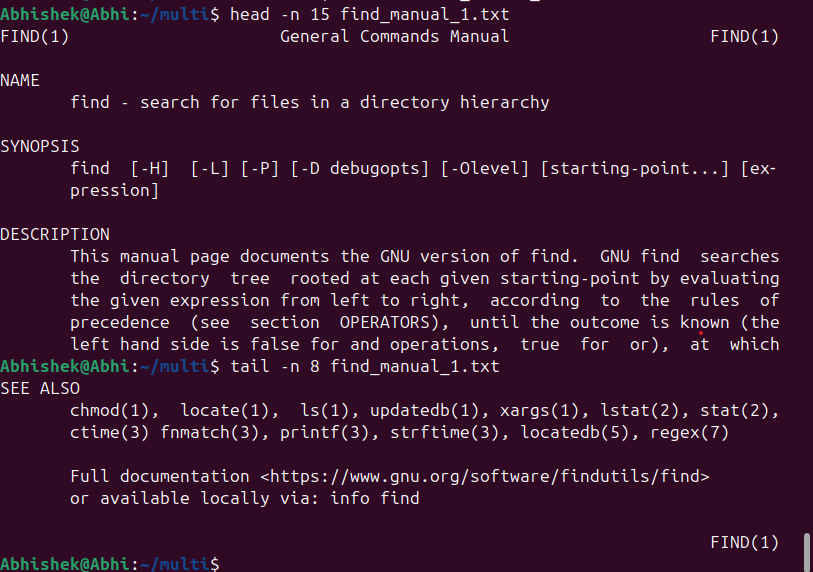 Abhishek@Abhi:~/multi$ head -n 15 find_manual_1.txt
FIND(1)                     General Commands Manual                    FIND(1)
NAME
       find - search for files in a directory hierarchy
SYNOPSIS
       find  [-H]  [-L] [-P] [-D debugopts] [-Olevel] [starting-point...] [ex-
       pression]
DESCRIPTION
       This manual page documents the GNU version of find.  GNU find  searches
       the  directory  tree  rooted at each given starting-point by evaluating
       the given expression from left to right,  according  to  the  rules  of
       precedence  (see  section  OPERATORS),  until the outcome is known (the
       left hand side is false for and operations,  true  for  or),  at  which
Abhishek@Abhi:~/multi$ tail -n 8 find_manual_1.txt
SEE ALSO
       chmod(1),  locate(1),  ls(1), updatedb(1), xargs(1), lstat(2), stat(2),
       ctime(3) fnmatch(3), printf(3), strftime(3), locatedb(5), regex(7)
       Full documentation <https://www.gnu.org/software/findutils/find>
       or available locally via: info find
                                                                       FIND(1)
Abhishek@Abhi:~/multi$